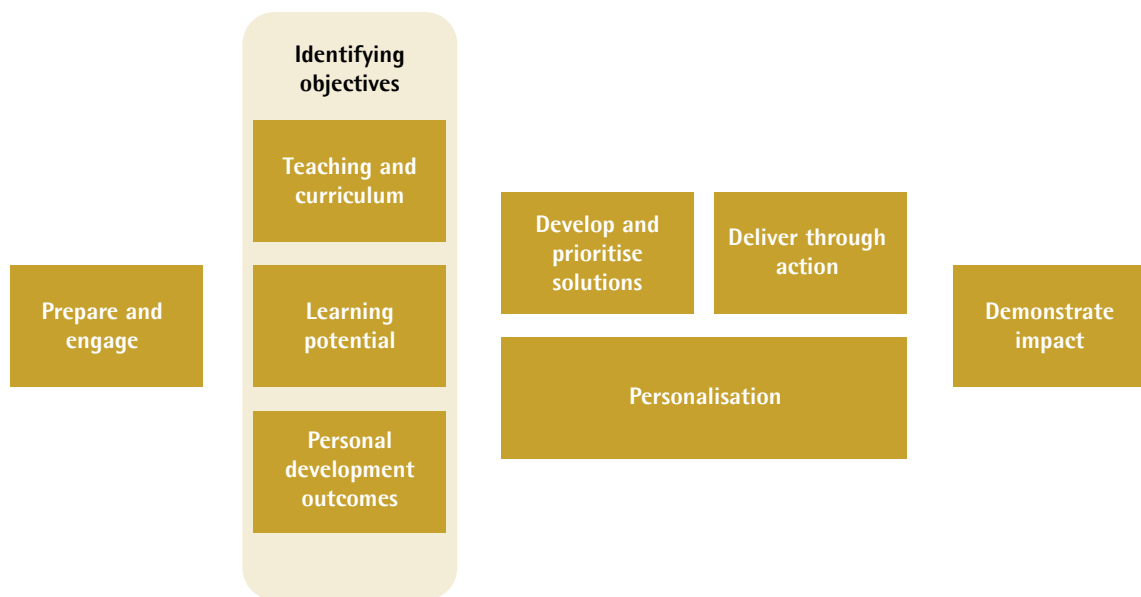 Prepare and
engage
Identifying
objectives
Teaching and
curriculum
Learning
potential
Personal
development
outcomes
Develop and
prioritise
solutions
Deliver through
action
Personalisation
Demonstrate
impact